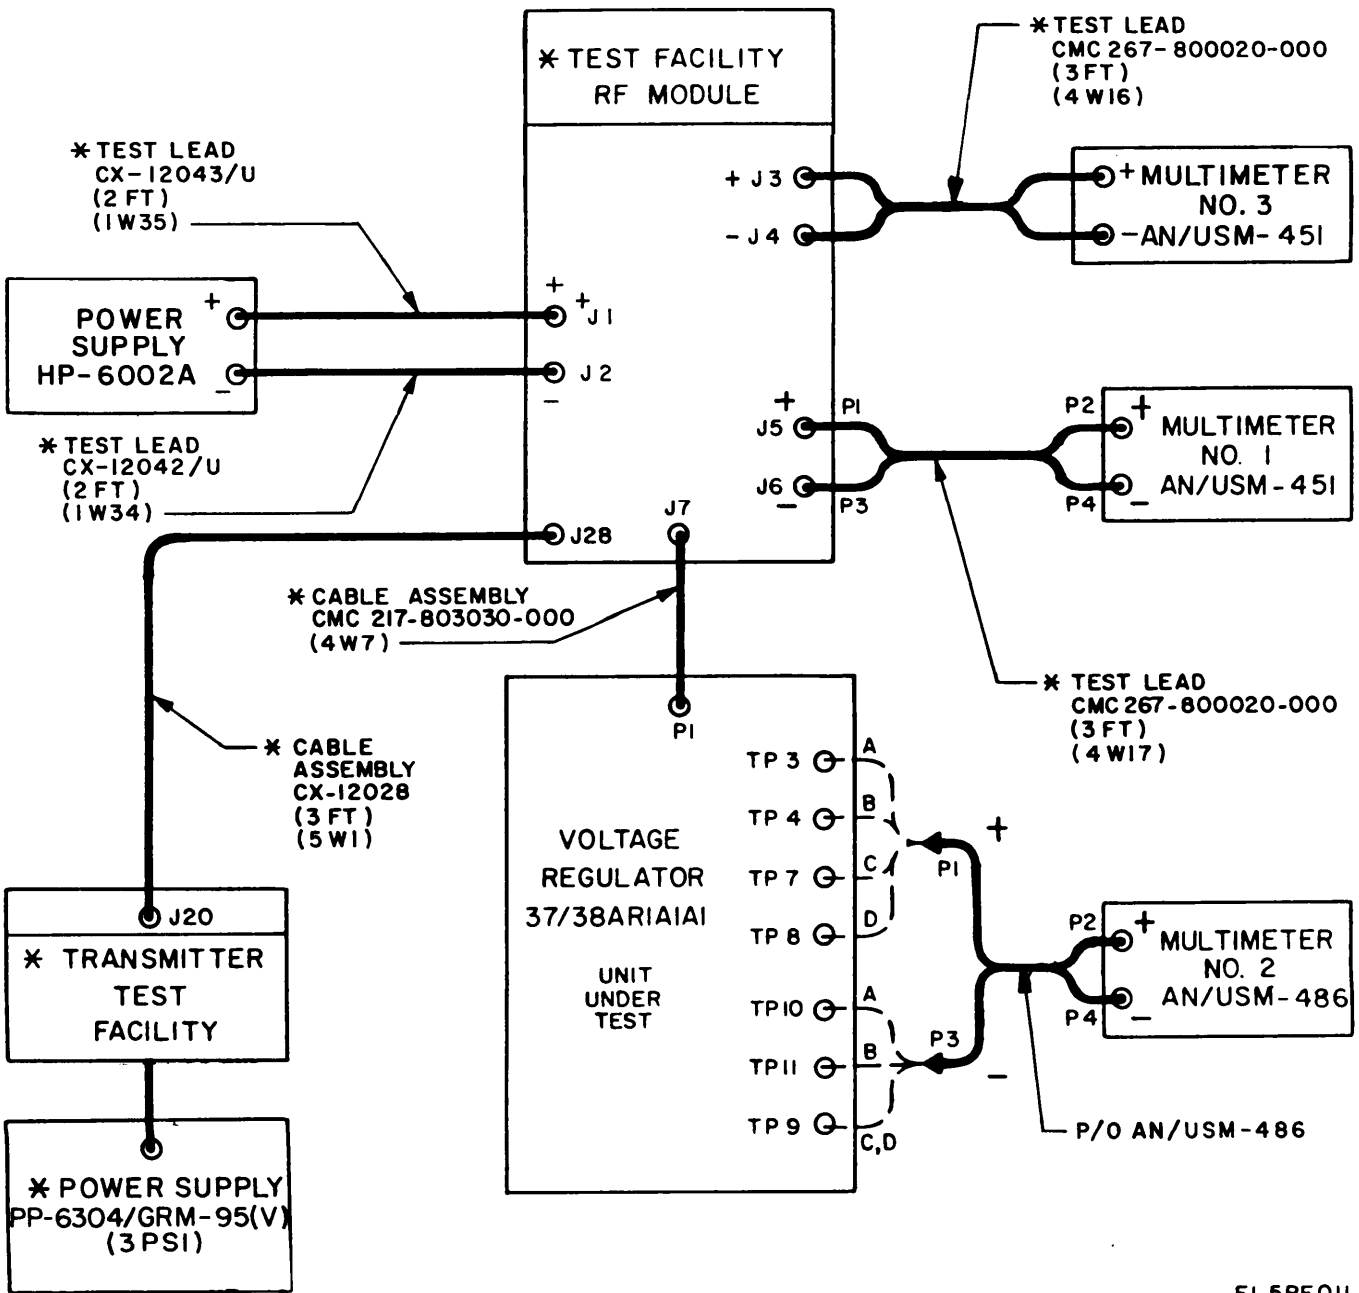 * TEST FACILITY
RF MODULE
* TEST LEAD
CMC 267-800020-000
(3 FT)
(4 W16)
* TEST LEAD
CX-12043/U
(2 FT)
(1W35)
+ J3
- J4
+ MULTIMETER
NO. 3
- AN/USM-451
POWER
SUPPLY
HP-6002A
+
-
+
+
J1
J2
-
* TEST LEAD
CX-12042/U
(2 FT)
(1W34)
+
J5
P1
J6
-
P3
P2
+
MULTIMETER
NO. 1
AN/USM-451
P4
-
J28
J7
* CABLE ASSEMBLY
CMC 217-803030-000
(4W7)
* TEST LEAD
CMC 267-800020-000
(3 FT)
(4 W17)
* CABLE
ASSEMBLY
CX-12028
(3 FT)
(5 W1)
P1
VOLTAGE
REGULATOR
37/38AR1A1A1
UNIT
UNDER
TEST
TP 3
A
TP 4
B
TP 7
C
TP 8
D
TP10
A
TP11
B
TP 9
C,D
+
P1
P3
-
P2
+
MULTIMETER
NO. 2
AN/USM-486
P4
-
P/O AN/USM-486
J20
* TRANSMITTER
TEST
FACILITY
* POWER SUPPLY
PP-6304/GRM-95(V)
(3 PS1)